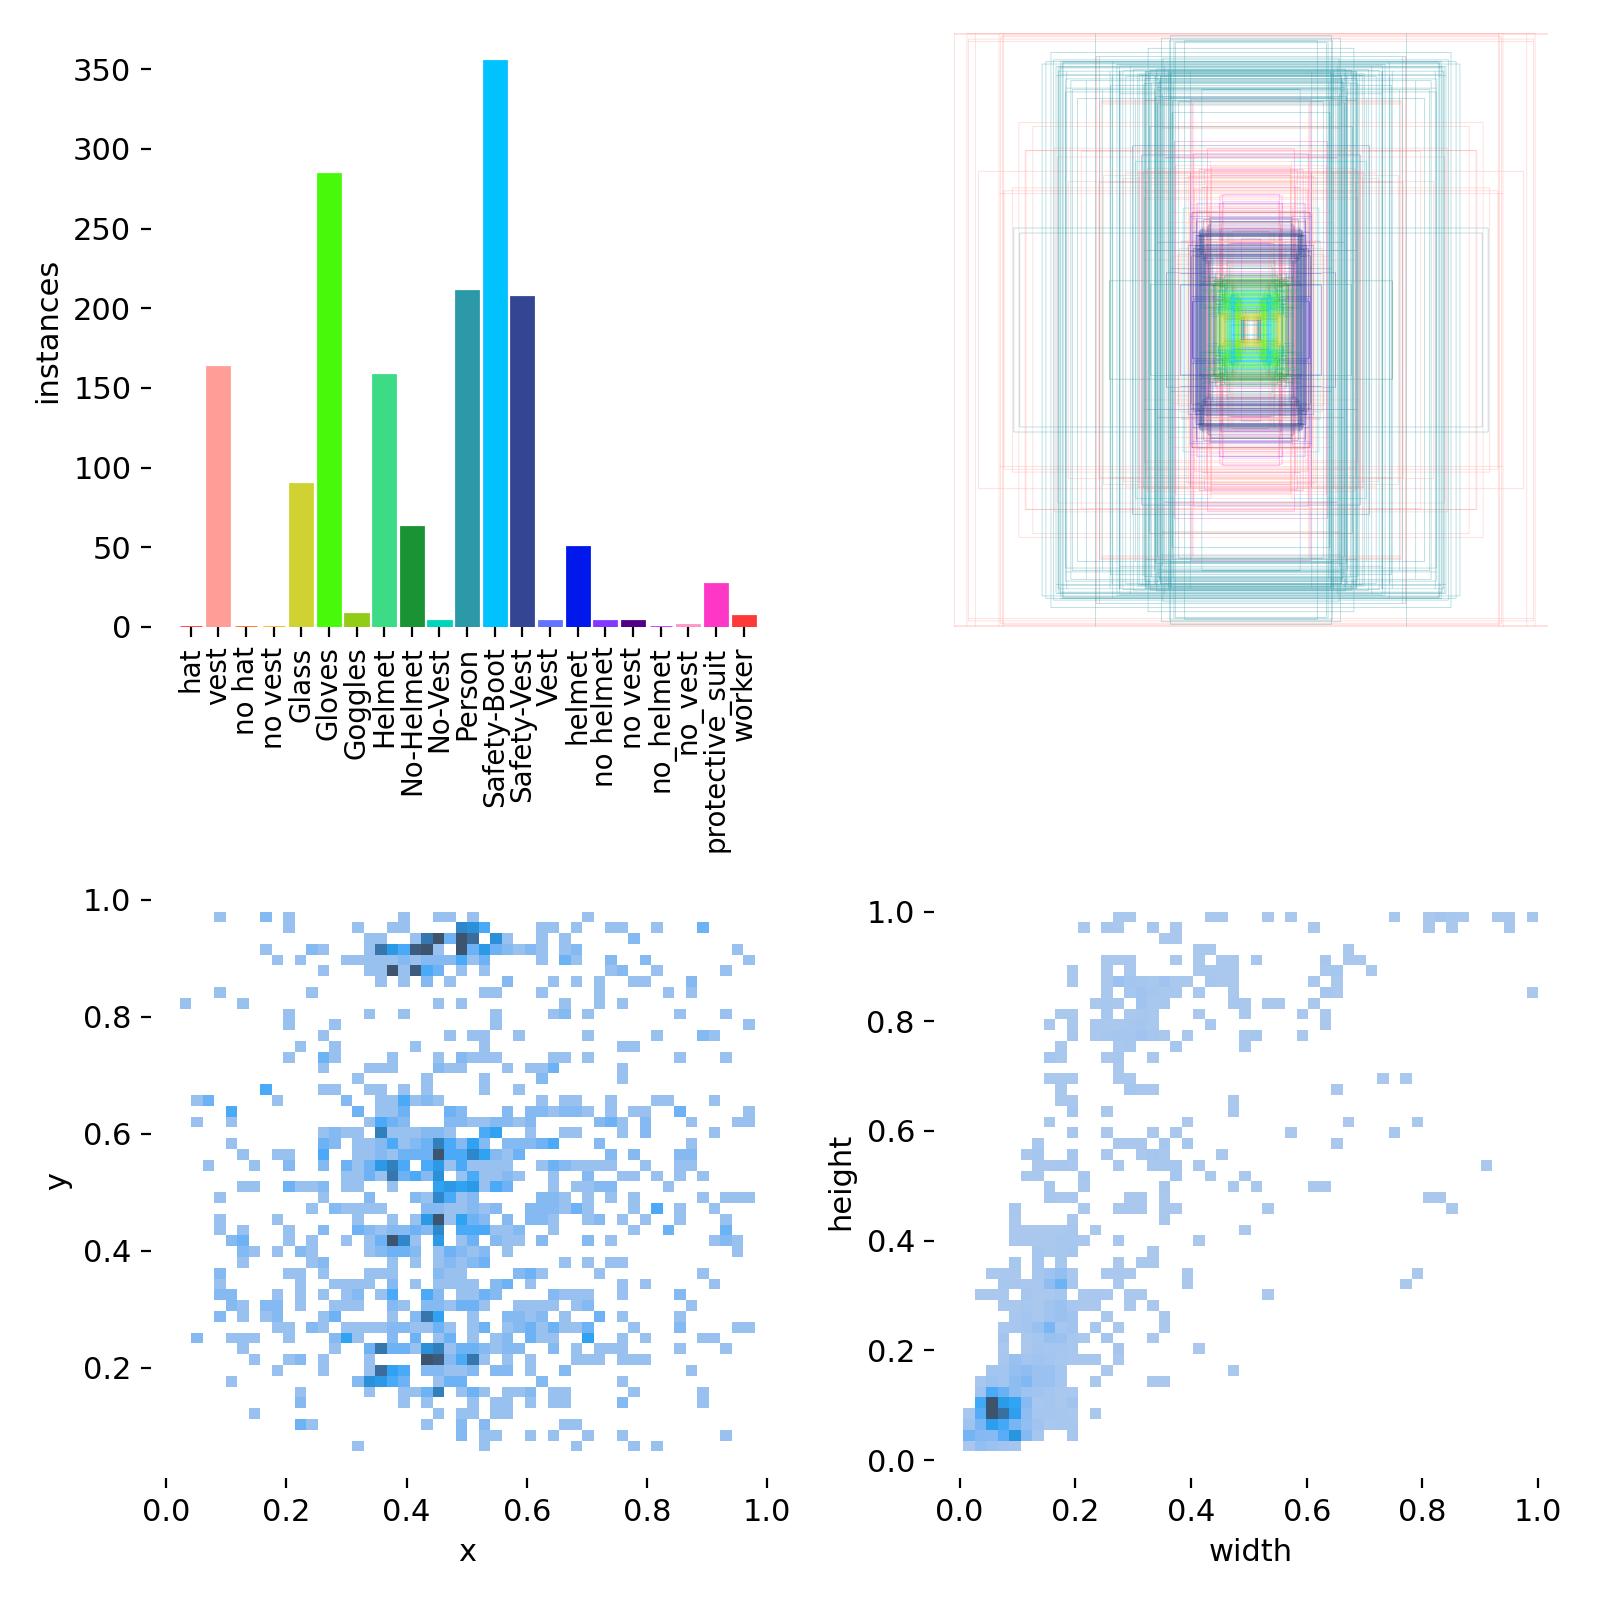 350
300
250
200
150
100
50
0
instances
hat
vest
no hat
no vest
Glass
Gloves
Goggles
Helmet
No-Helmet
No-Vest
Person
Safety-Boot
Safety-Vest
Vest
helmet
no helmet
no vest
no_helmet
no_vest
protective_suit
worker
1.0
0.8
0.6
0.4
0.2
y
0.0 0.2 0.4 0.6 0.8 1.0
x
1.0
0.8
0.6
0.4
0.2
0.0
height
0.0 0.2 0.4 0.6 0.8 1.0
width